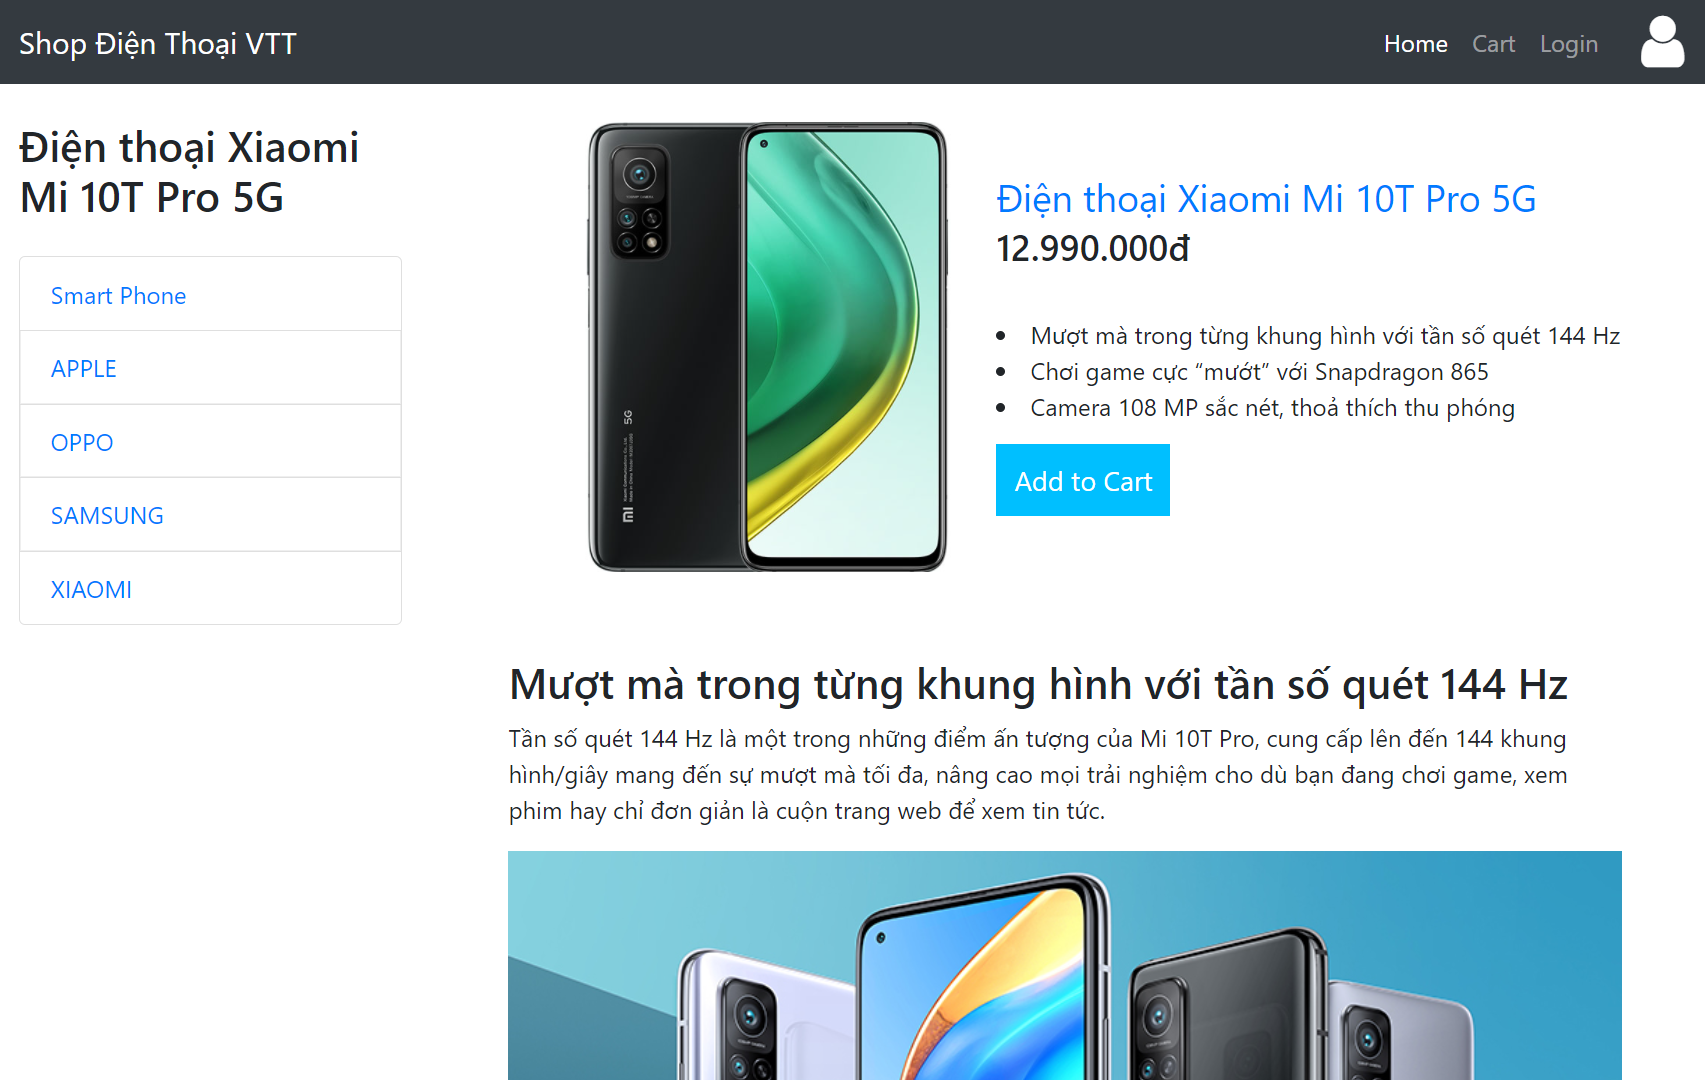 Shop Điện Thoại VTT
Home Cart Login
Điện thoại Xiaomi
Mi 10T Pro 5G
Smart Phone
APPLE
OPPO
SAMSUNG
XIAOMI
5G
Điện thoại Xiaomi Mi 10T Pro 5G
12.990.000đ
Mượt mà trong từng khung hình với tần số quét 144 Hz
Chơi game cực “mướt” với Snapdragon 865
Camera 108 MP sắc nét, thoả thích thu phóng
Add to Cart
Mượt mà trong từng khung hình với tần số quét 144 Hz
Tần số quét 144 Hz là một trong những điểm ấn tượng của Mi 10T Pro, cung cấp lên đến 144 khung
hình/giây mang đến sự mượt mà tối đa, nâng cao mọi trải nghiệm cho dù bạn đang chơi game, xem
phim hay chỉ đơn giản là cuộn trang web để xem tin tức.